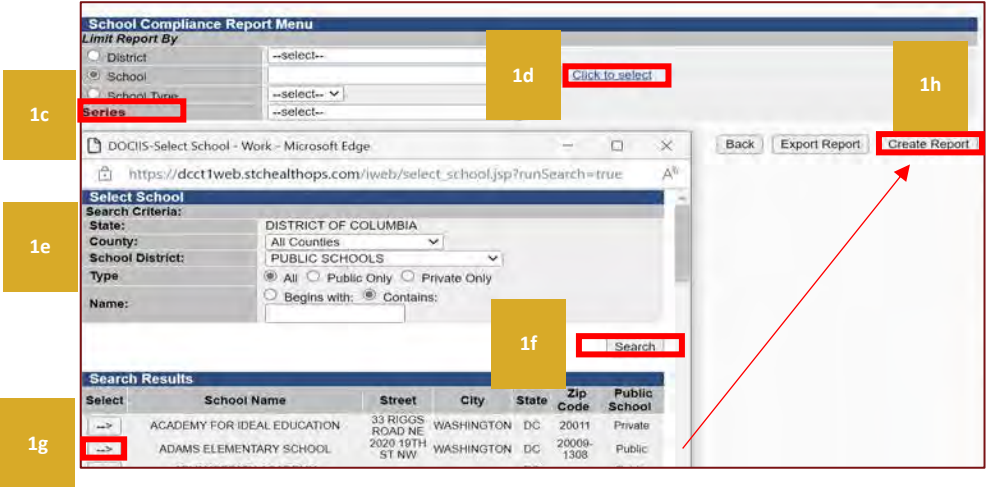 School Compliance Report Menu
Limit Report By
District --select--
School Click to select
School Type --select--
Series --select--
1c
1d
1h
Back Export Report Create Report
DOCIIS-Select School - Work - Microsoft Edge
https://dcct1web.stchealthops.com/iweb/select_school.jsp?runSearch=true
Select School
Search Criteria:
State: DISTRICT OF COLUMBIA
County: All Counties
School District: PUBLIC SCHOOLS
Type All Public Only Private Only
Name: Begins with: Contains:
1e
1f
Search
Search Results
Select School Name Street City State Zip Code Public School
--> ACADEMY FOR IDEAL EDUCATION 33 RIGGS ROAD NE WASHINGTON DC 20011 Private
--> ADAMS ELEMENTARY SCHOOL 2020 19TH ST NW WASHINGTON DC 20009-1308 Public
1g